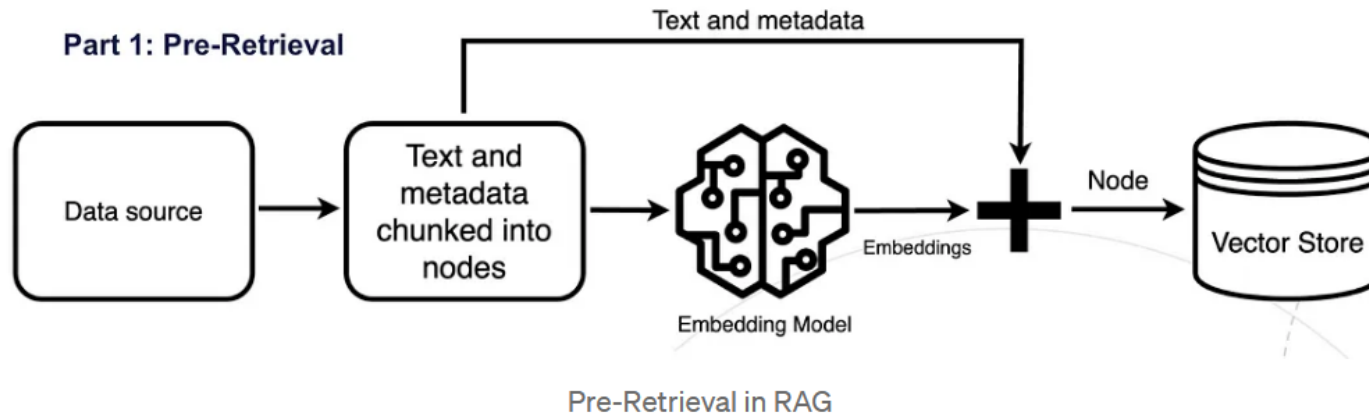 Part 1: Pre-Retrieval
Text and metadata
Data source
Text and
metadata
chunked into
nodes
Embedding Model
Embeddings
Node
Vector Store
Pre-Retrieval in RAG